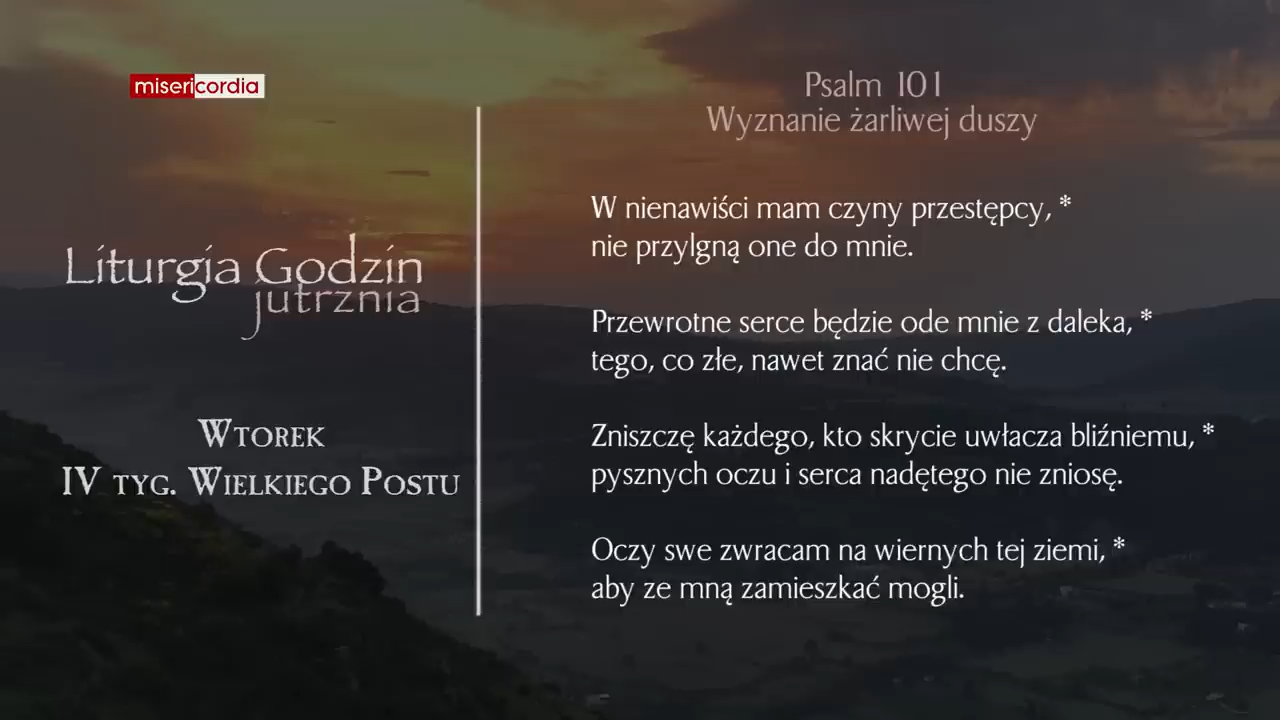 misericordia
Liturgia Godzin
jutrznia
Wtorek
IV tyg. Wielkiego Postu
Psalm 101
Wyznanie żarliwej duszy
W nienawiści mam czyny przestępcy, *
nie przylgną one do mnie.
Przewrotne serce będzie ode mnie z daleka, *
tego, co złe, nawet znać nie chcę.
Zniszczę każdego, kto skrycie uwłacza bliźniemu, *
pysznych oczu i serca nadętego nie zniosę.
Oczy swe zwracam na wiernych tej ziemi, *
aby ze mną zamieszkać mogli.